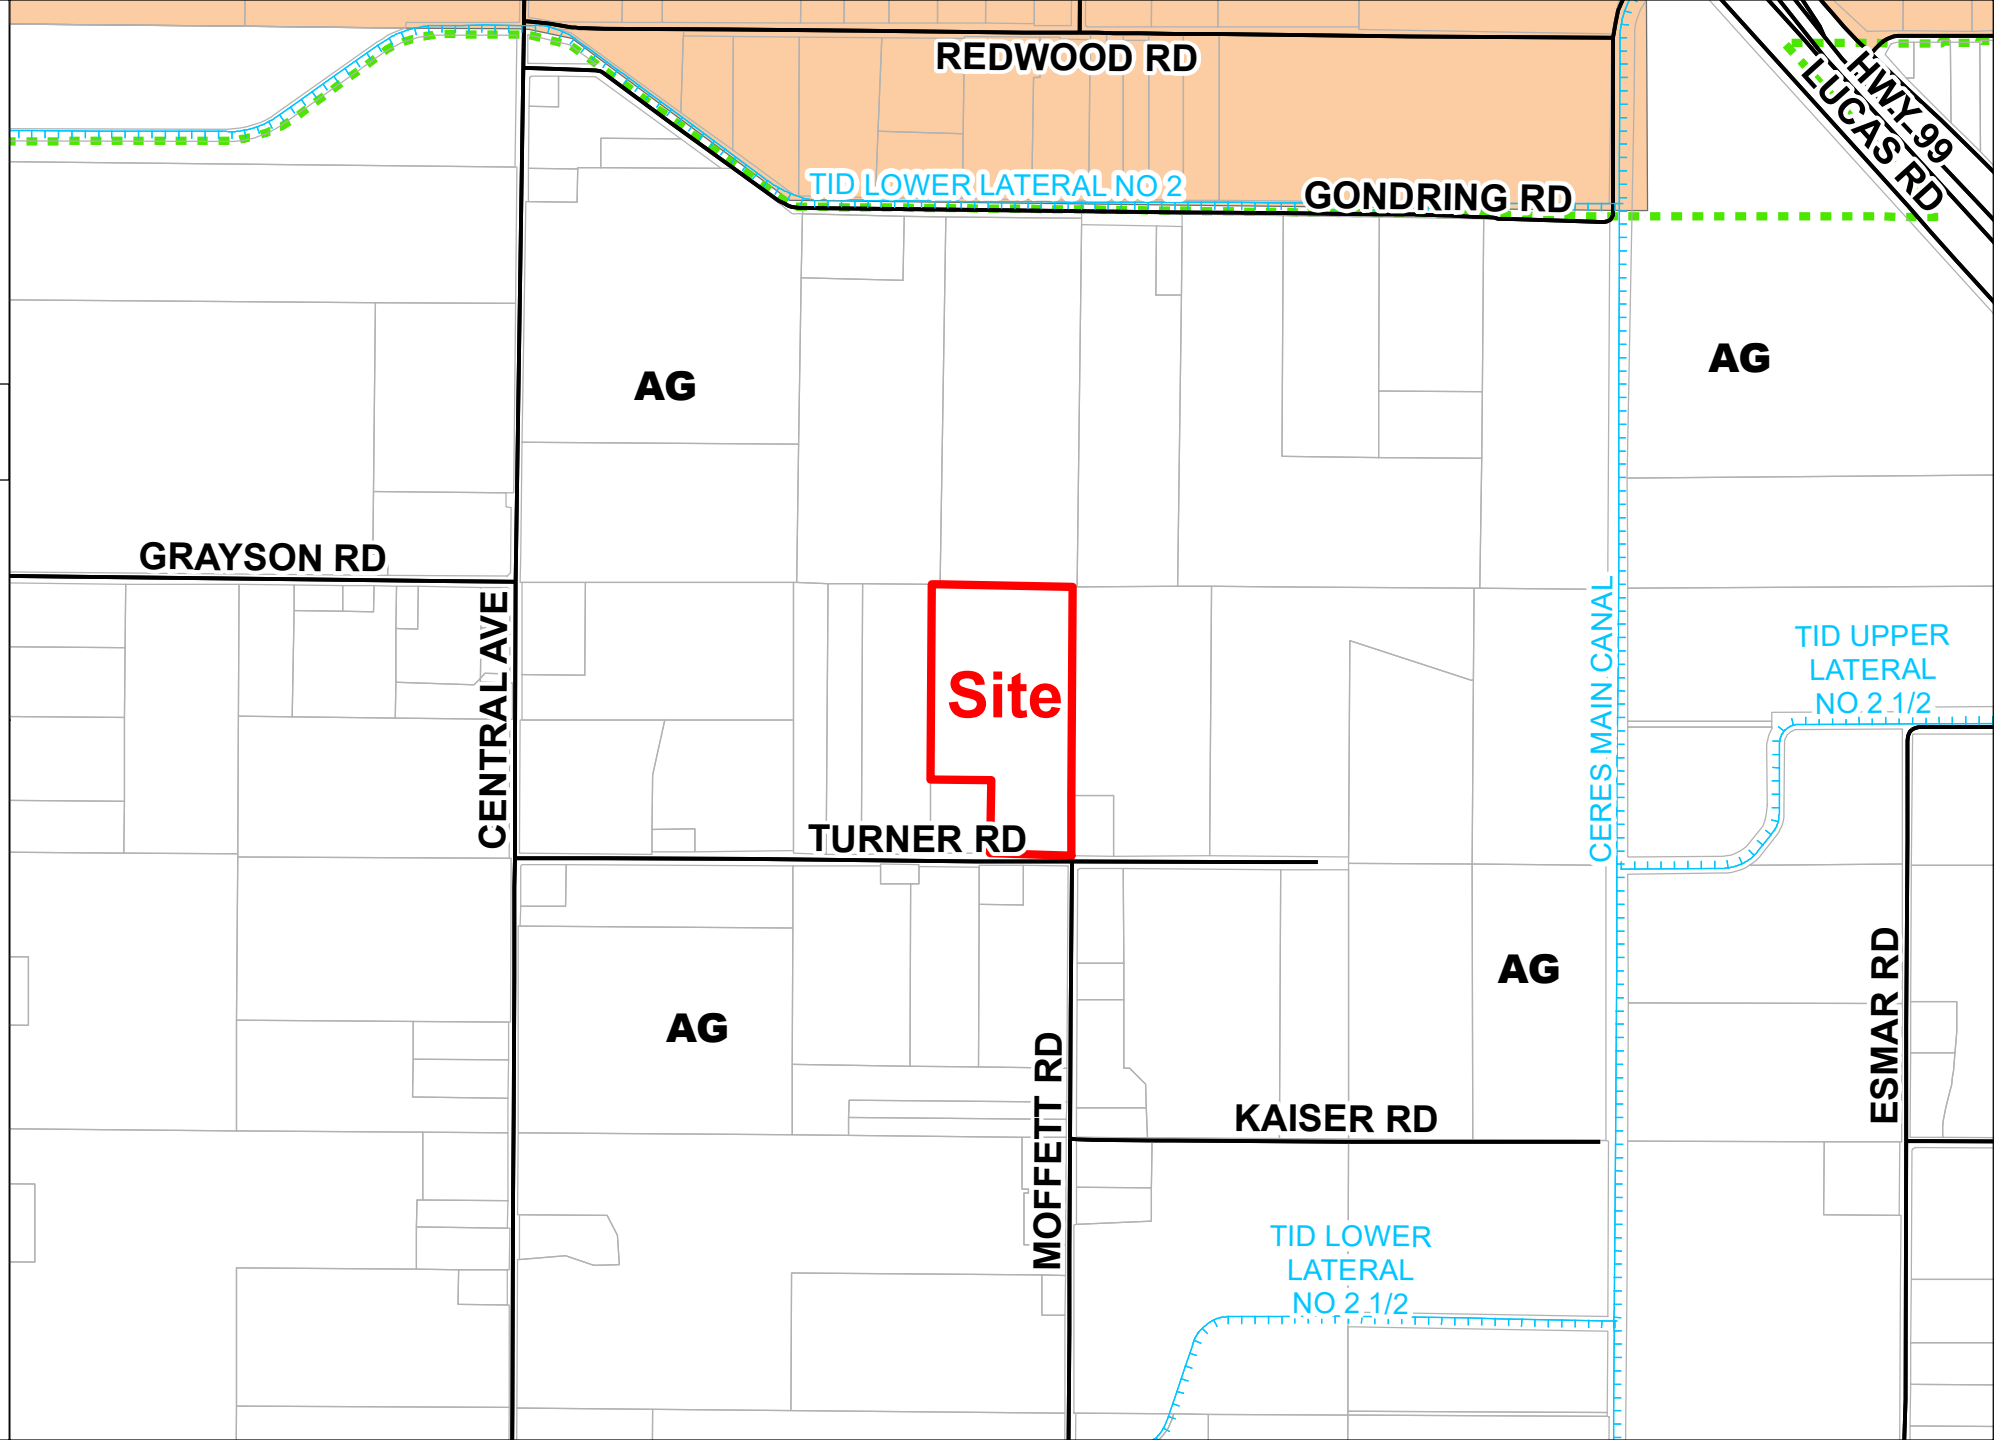 REDWOOD RD
HWY 99
LUCAS RD
TID LOWER LATERAL NO 2
GONDRING RD
AG
AG
GRAYSON RD
CENTRAL AVE
Site
CERES MAIN CANAL
TID UPPER
LATERAL
NO 2 1/2
TURNER RD
AG
AG
ESMAR RD
MOFFETT RD
KAISER RD
TID LOWER
LATERAL
NO 2 1/2